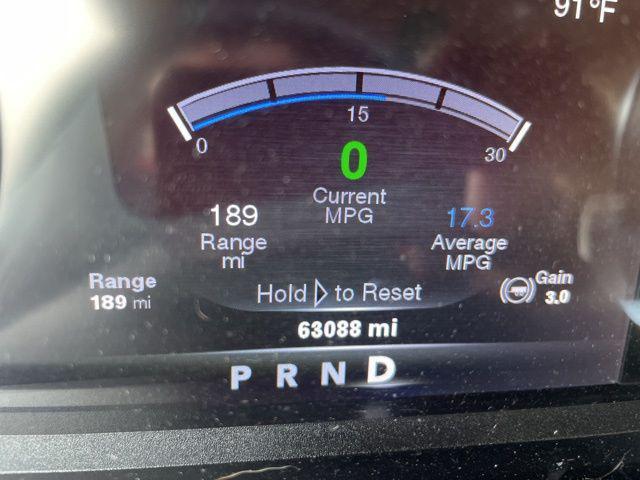 91°F
0
15
30
0
Current
MPG
189
Range
mi
17.3
Average
MPG
Range
189 mi
Hold ▷ to Reset
Gain
3.0
63088 mi
P R N D